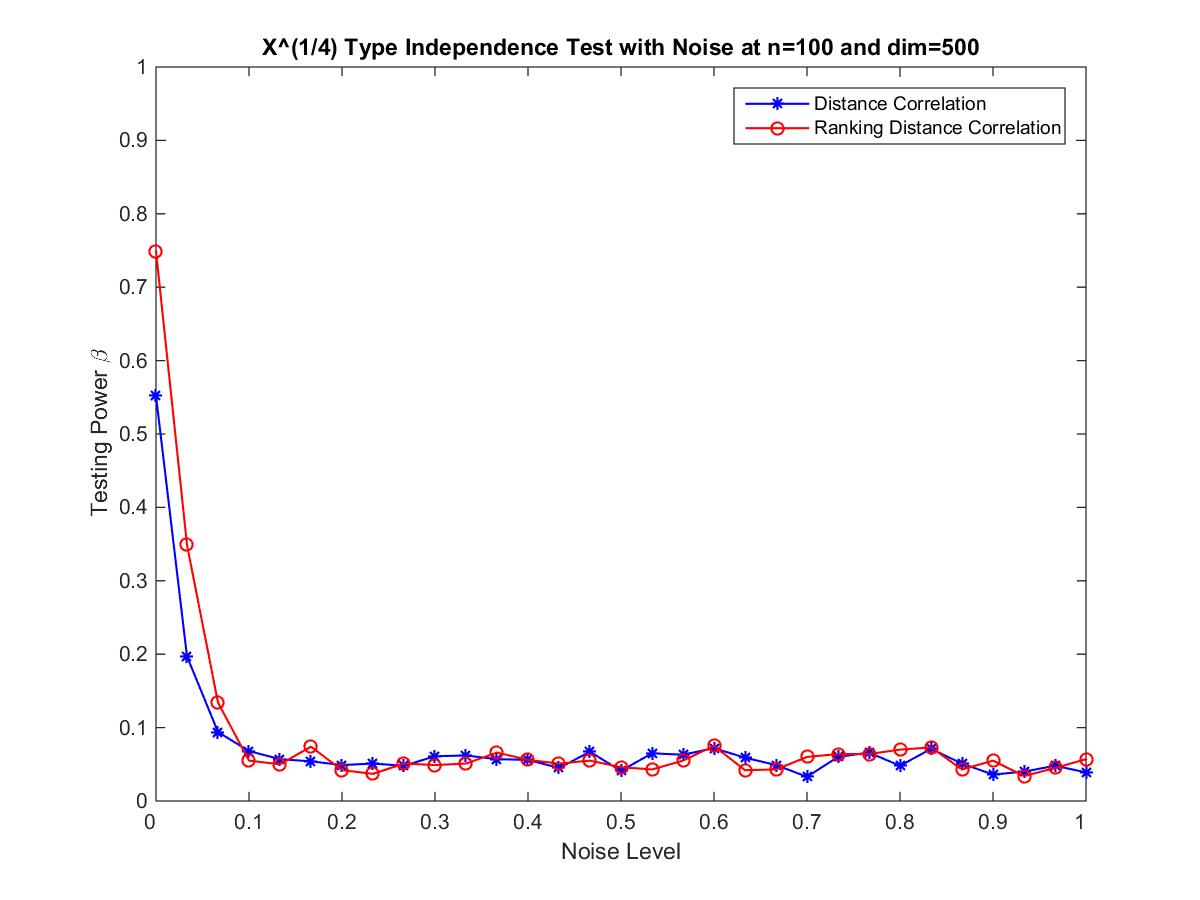 X^(1/4) Type Independence Test with Noise at n=100 and dim=500
Distance Correlation
Ranking Distance Correlation
Testing Power β
1
0.9
0.8
0.7
0.6
0.5
0.4
0.3
0.2
0.1
0
0 0.1 0.2 0.3 0.4 0.5 0.6 0.7 0.8 0.9 1
Noise Level